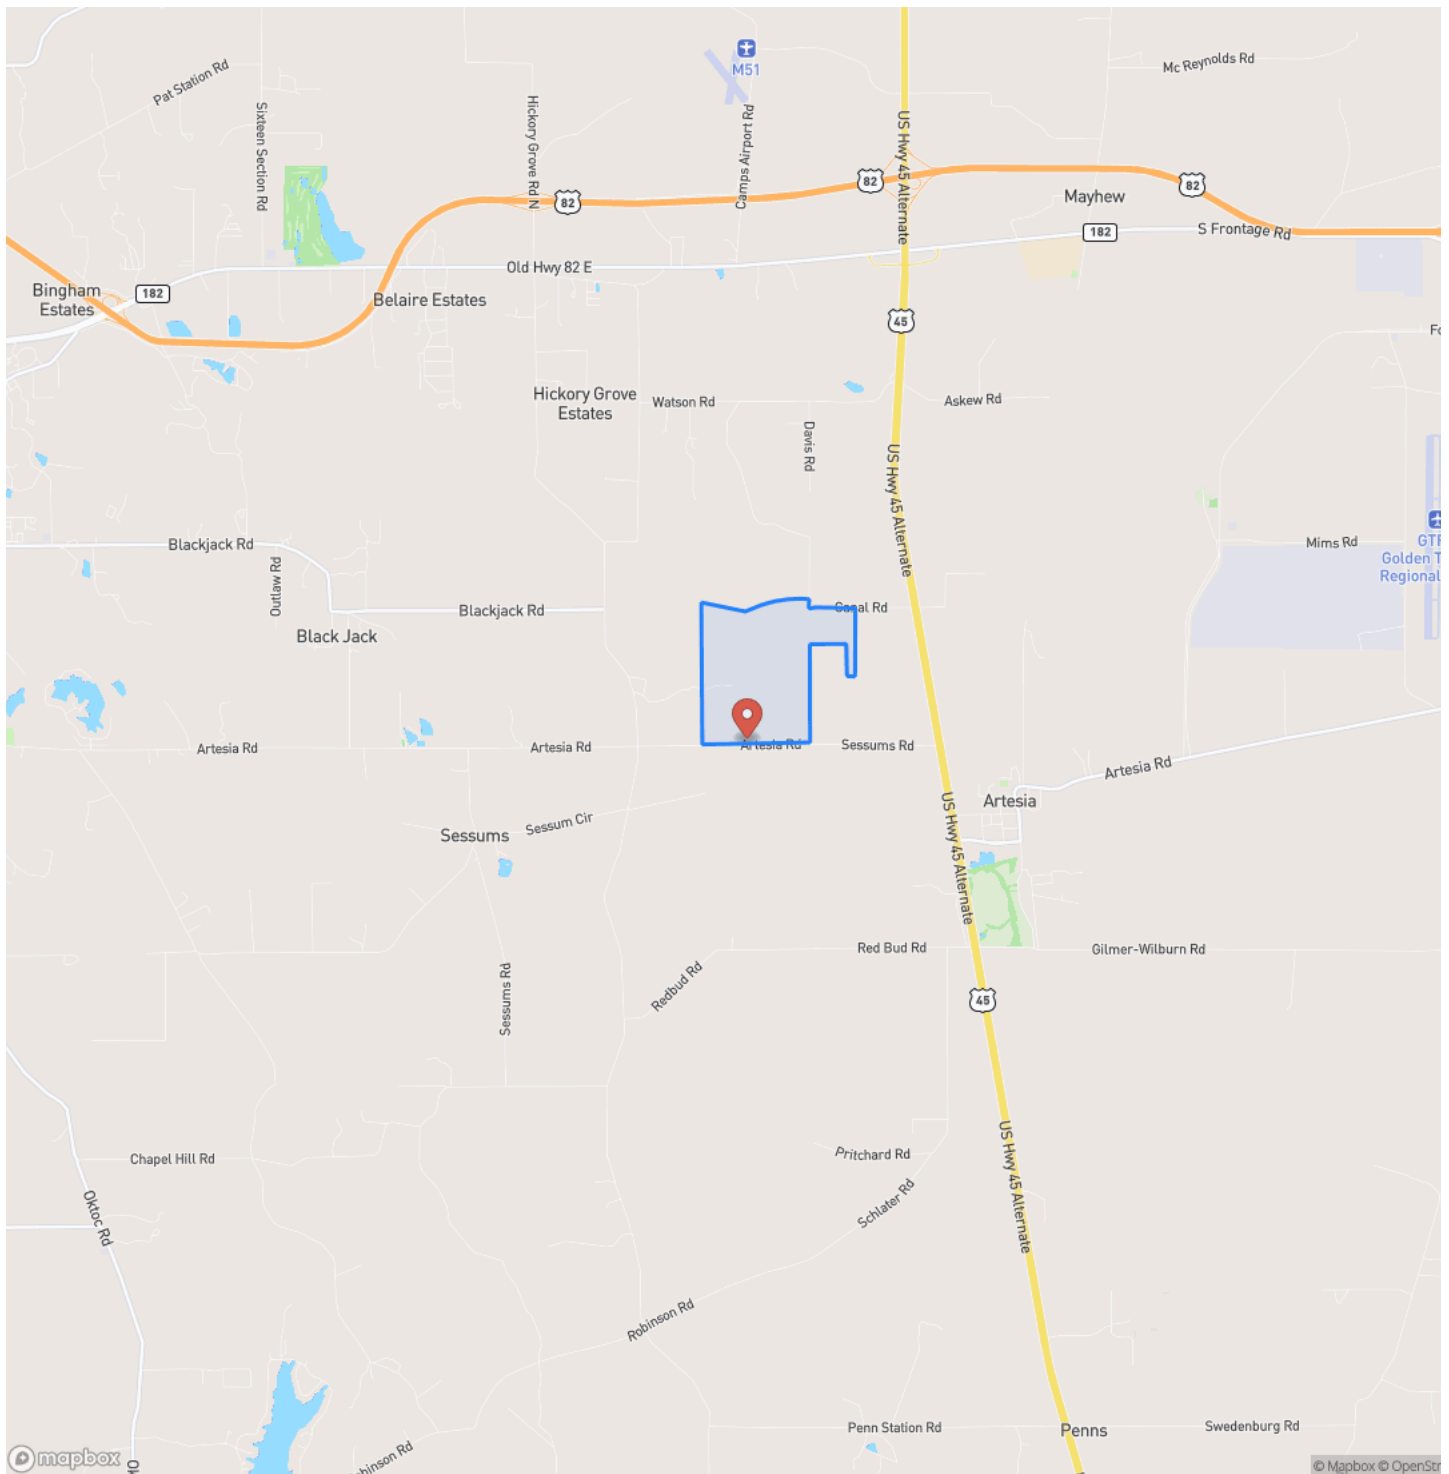 M51
Mc Reynolds Rd
Pat Station Rd
Sixteen Section Rd
Hickory Grove Rd N
Camps Airport Rd
US Hwy 45 Alternate
82
82
82
Mayhew
182
S Frontage Rd
Old Hwy 82 E
Bingham
Estates
182
Belaire Estates
45
Hickory Grove
Estates
Watson Rd
Askew Rd
Davis Rd
US Hwy 45 Alternate
Blackjack Rd
Mims Rd
GTR
Golden T
Regional
Outlaw Rd
Blackjack Rd
Canal Rd
Black Jack
Artesia Rd
Artesia Rd
Artesia Rd
Sessums Rd
Artesia Rd
Artesia
US Hwy 45 Alternate
Sessum Cir
Sessums
Red Bud Rd
Gilmer-Wilburn Rd
Redbud Rd
Sessums Rd
45
Chapel Hill Rd
Pritchard Rd
US Hwy 45 Alternate
Oktoc Rd
Schlater Rd
Robinson Rd
Penn Station Rd
Penns
Swedenburg Rd
mapbox
© Mapbox © OpenStr